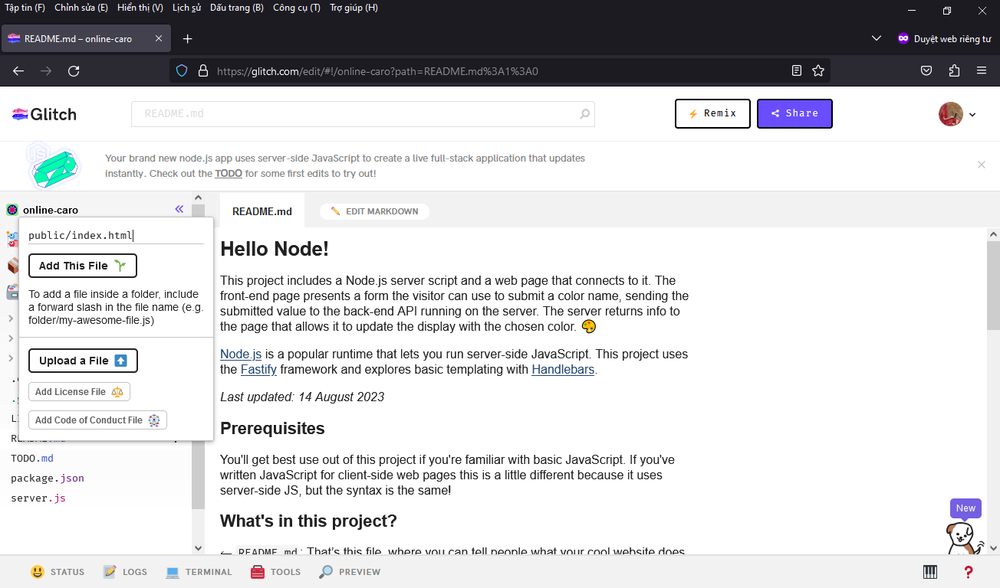 Tập tin (F) Chỉnh sửa (E) Hiển thị (V) Lịch sử Dấu trang (B) Công cụ (T) Trợ giúp (H)
README.md – online-caro
Duyệt web riêng tư
https://glitch.com/edit/#!/online-caro?path=README.md%3A1%3A0
Glitch
README.md
Remix
Share
JS
Your brand new node.js app uses server-side JavaScript to create a live full-stack application that updates
instantly. Check out the TODO for some first edits to try out!
online-caro
public/index.html
Add This File
To add a file inside a folder, include
a forward slash in the file name (e.g.
folder/my-awesome-file.js)
Upload a File
Add License File
Add Code of Conduct File
TODO.md
package.json
server.js
README.md
EDIT MARKDOWN
Hello Node!
This project includes a Node.js server script and a web page that connects to it. The
front-end page presents a form the visitor can use to submit a color name, sending the
submitted value to the back-end API running on the server. The server returns info to
the page that allows it to update the display with the chosen color.
Node.js is a popular runtime that lets you run server-side JavaScript. This project uses
the Fastify framework and explores basic templating with Handlebars.
Last updated: 14 August 2023
Prerequisites
You'll get best use out of this project if you're familiar with basic JavaScript. If you've
written JavaScript for client-side web pages this is a little different because it uses
server-side JS, but the syntax is the same!
What's in this project?
← README.md: That's this file, where you can tell people what your cool website does
New
STATUS
LOGS
TERMINAL
TOOLS
PREVIEW
?